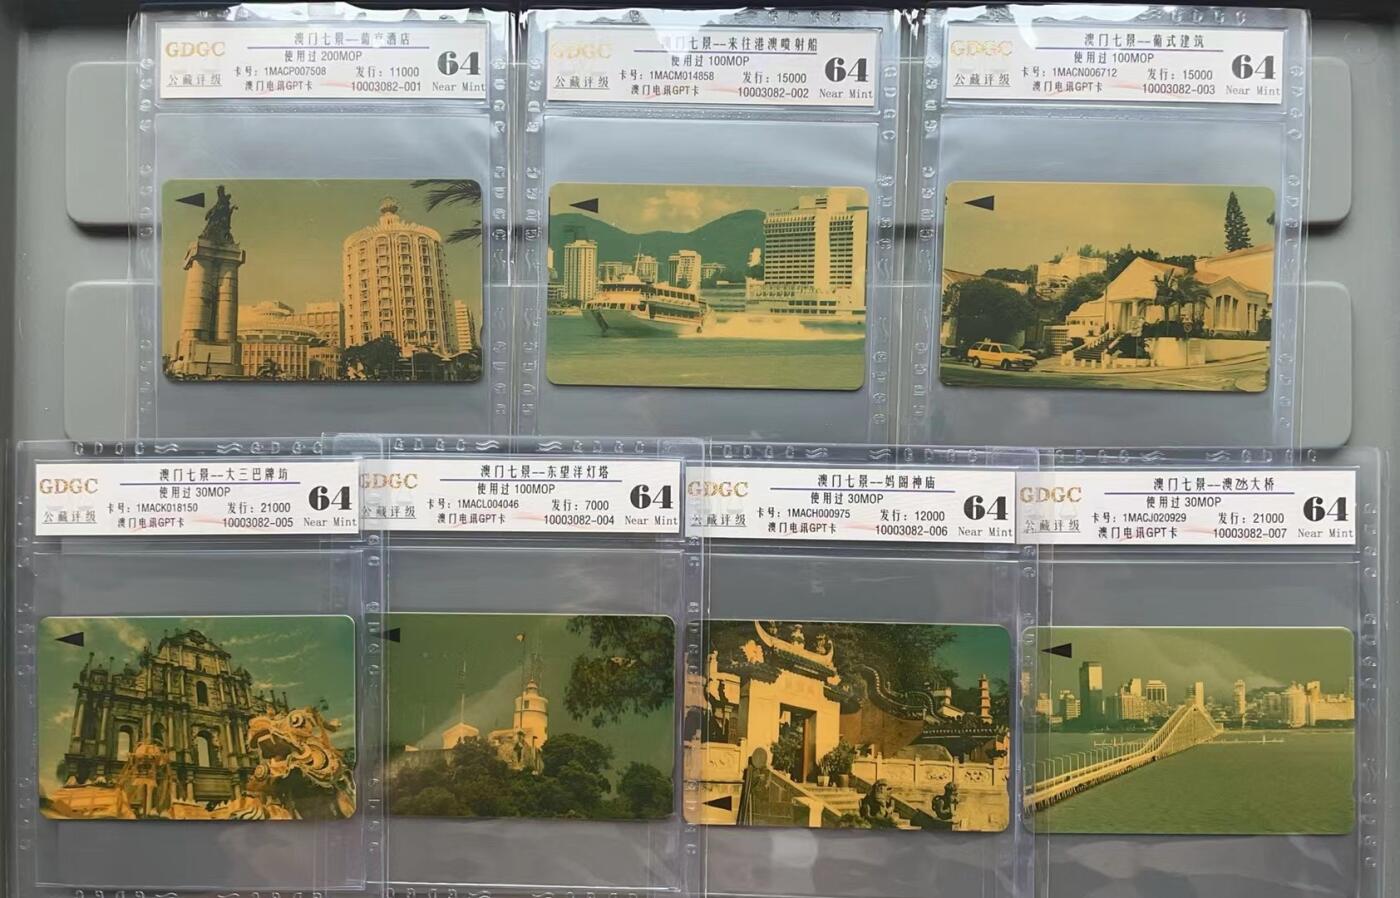 GDGC
公藏评级
澳门七景--葡京酒店
使用过 200MOP
卡号：1MACP007508 发行：11000
澳门电讯GPT卡 10003082-001
64
Near Mint
GDGC
公藏评级
澳门七景--来往港澳喷射船
使用过 100MOP
卡号：1MACM014858 发行：15000
澳门电讯GPT卡 10003082-002
64
Near Mint
GDGC
公藏评级
澳门七景--葡式建筑
使用过 100MOP
卡号：1MACN006712 发行：15000
澳门电讯GPT卡 10003082-003
64
Near Mint
GDGC
公藏评级
澳门七景--大三巴牌坊
使用过 30MOP
卡号：1MACK018150 发行：21000
澳门电讯GPT卡 10003082-005
64
Near Mint
GDGC
公藏评级
澳门七景--东望洋灯塔
使用过 100MOP
卡号：1MACL004046 发行：7000
澳门电讯GPT卡 10003082-004
64
Near Mint
GDGC
公藏评级
澳门七景--妈阁神庙
使用过 30MOP
卡号：1MACH000975 发行：12000
澳门电讯GPT卡 10003082-006
64
Near Mint
GDGC
公藏评级
澳门七景--澳氹大桥
使用过 30MOP
卡号：1MACJ020929 发行：21000
澳门电讯GPT卡 10003082-007
64
Near Mint